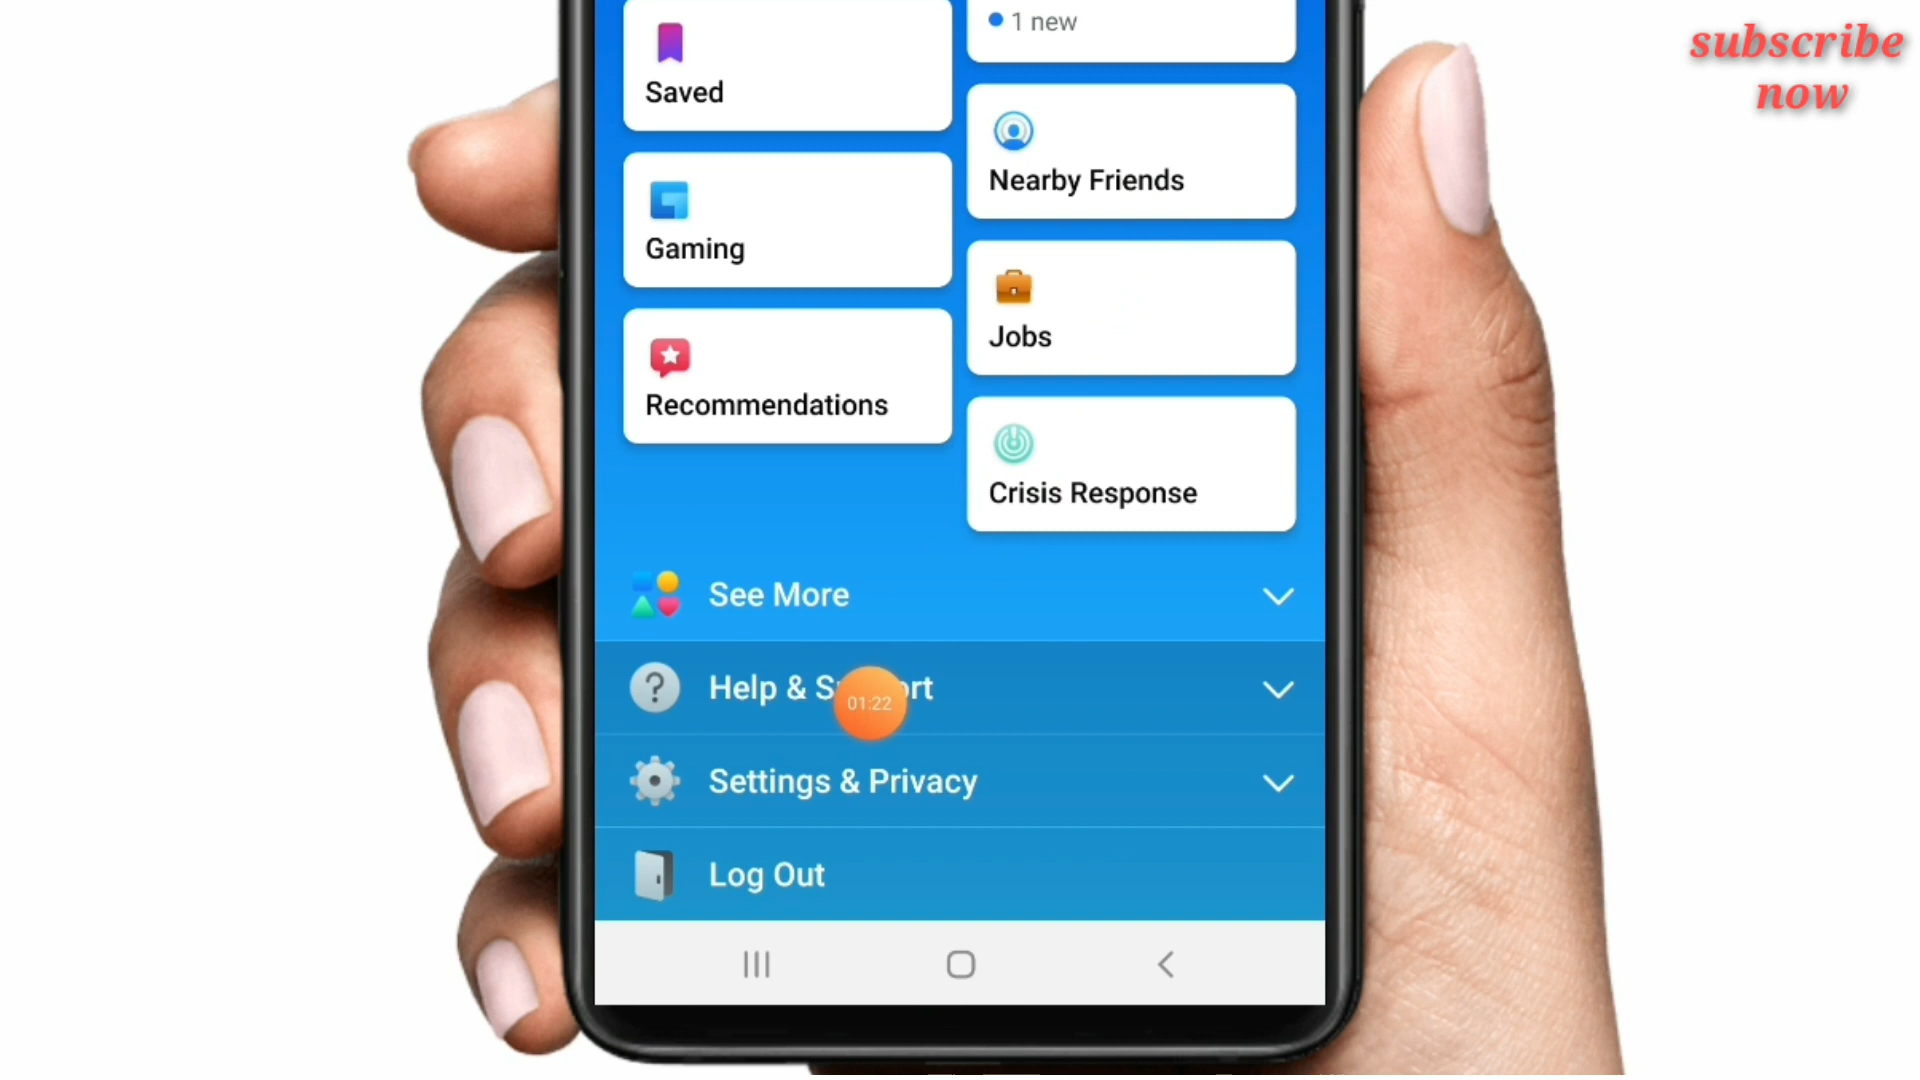 subscribe
now
1 new
Saved
Nearby Friends
Gaming
Jobs
Recommendations
Crisis Response
See More
Help & S rt
01:22
Settings & Privacy
Log Out